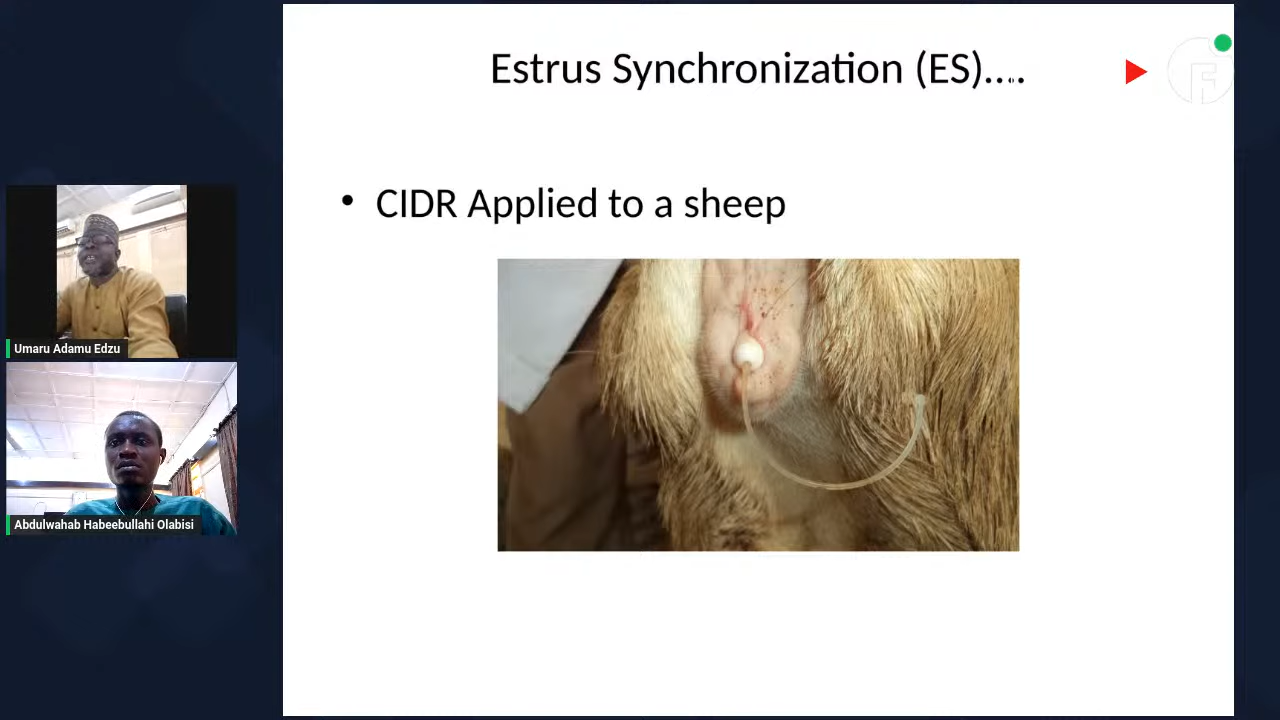 Estrus Synchronization (ES)....
• CIDR Applied to a sheep
Umaru Adamu Edzu
Abdulwahab Habeebullahi Olabisi
F